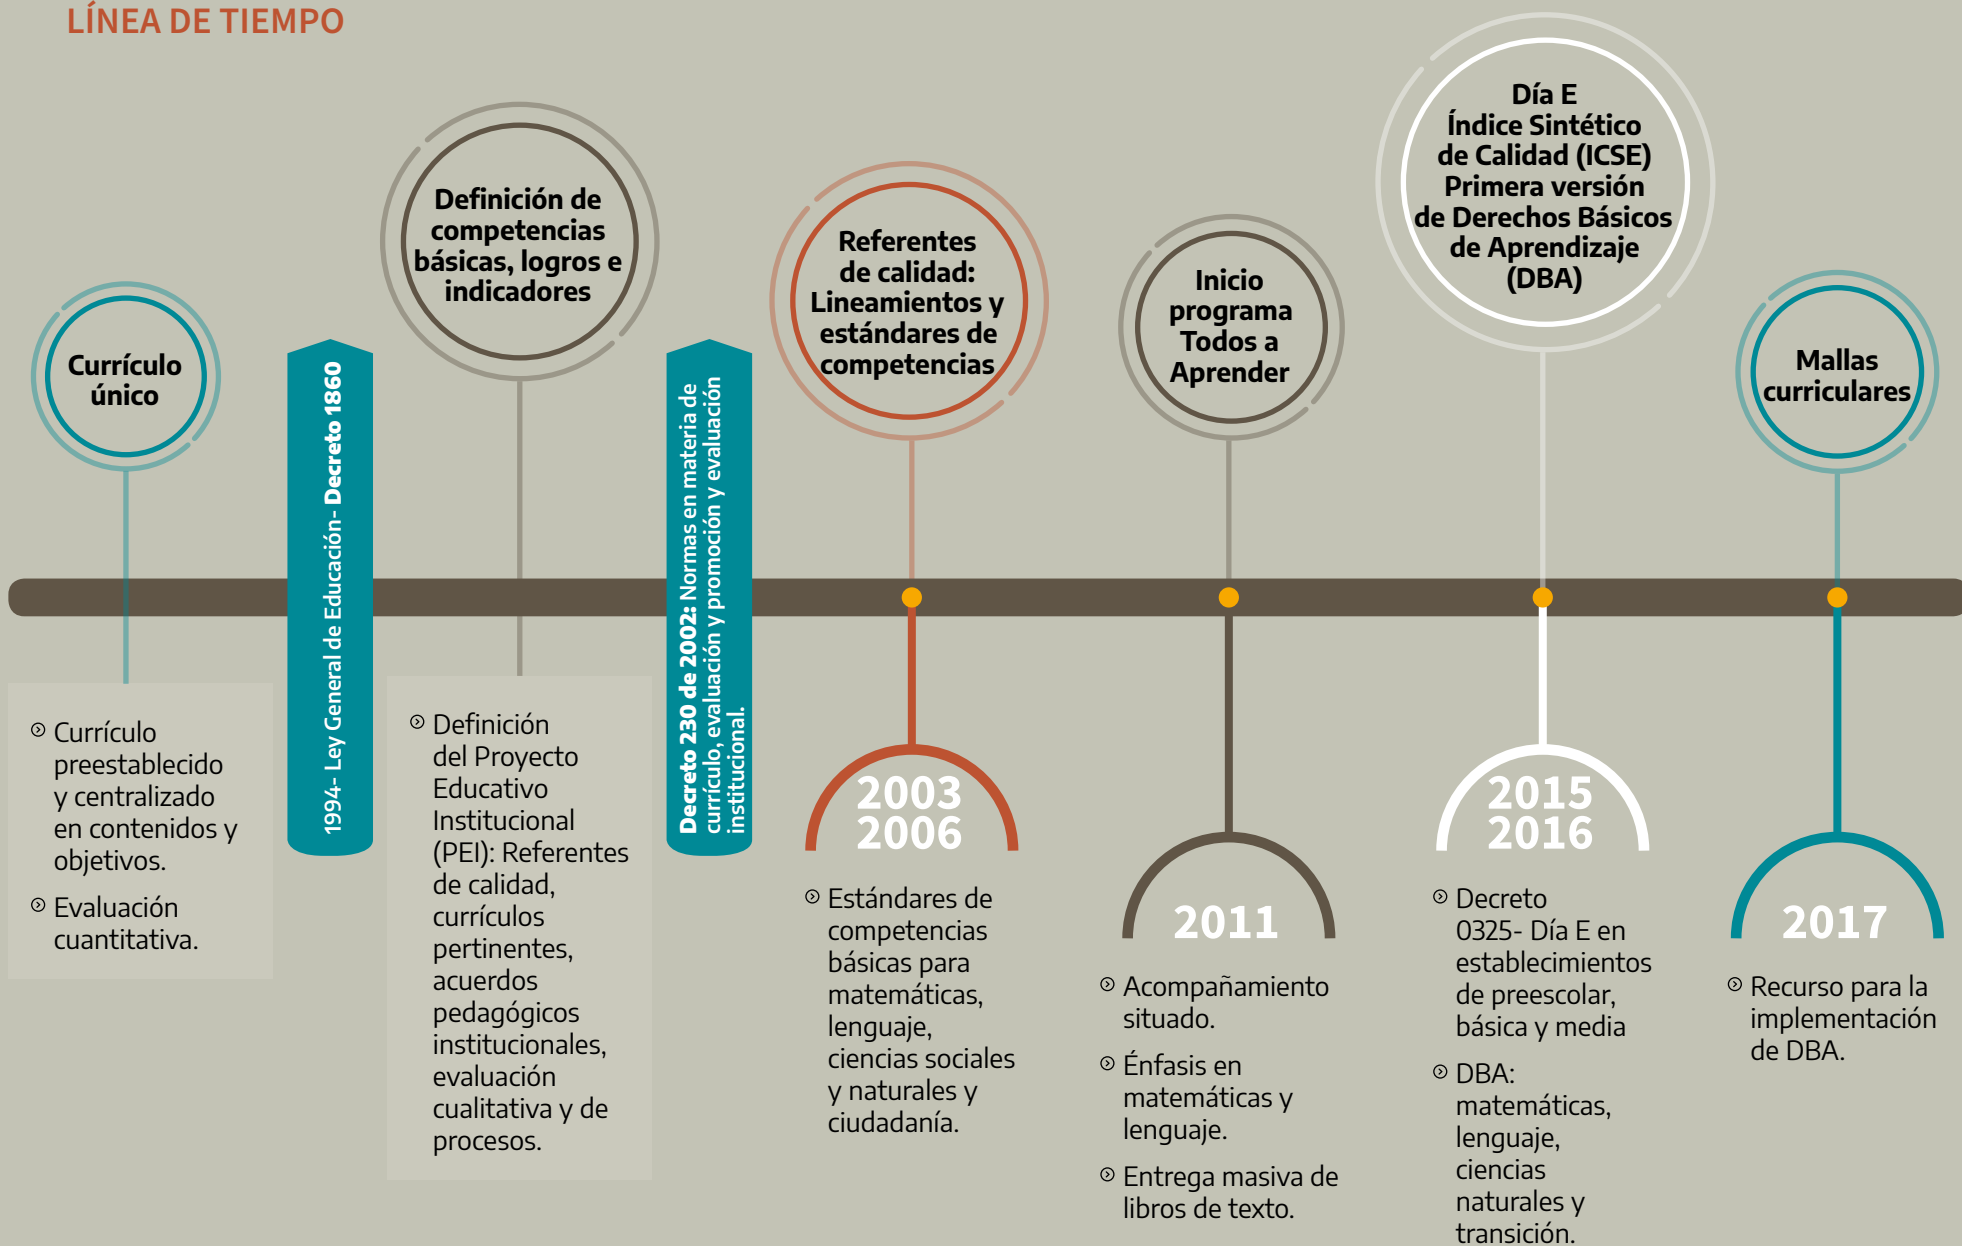 LÍNEA DE TIEMPO
Currículo
único
Currículo
preestablecido
y centralizado
en contenidos y
objetivos.
Evaluación
cuantitativa.
1994- Ley General de Educación- Decreto 1860
Definición de
competencias
básicas, logros e
indicadores
Definición
del Proyecto
Educativo
Institucional
(PEI): Referentes
de calidad,
currículos
pertinentes,
acuerdos
pedagógicos
institucionales,
evaluación
cualitativa y de
procesos.
Decreto 230 de 2002: Normas en materia de
currículo, evaluación y promoción y evaluación
institucional.
Referentes
de calidad:
Lineamientos y
estándares de
competencias
2003
2006
Estándares de
competencias
básicas para
matemáticas,
lenguaje,
ciencias sociales
y naturales y
ciudadanía.
Inicio
programa
Todos a
Aprender
2011
Acompañamiento
situado.
Énfasis en
matemáticas y
lenguaje.
Entrega masiva de
libros de texto.
Día E
Índice Sintético
de Calidad (ICSE)
Primera versión
de Derechos Básicos
de Aprendizaje
(DBA)
2015
2016
Decreto
0325- Día E en
establecimientos
de preescolar,
básica y media
DBA:
matemáticas,
lenguaje,
ciencias
naturales y
transición.
Mallas
curriculares
2017
Recurso para la
implementación
de DBA.